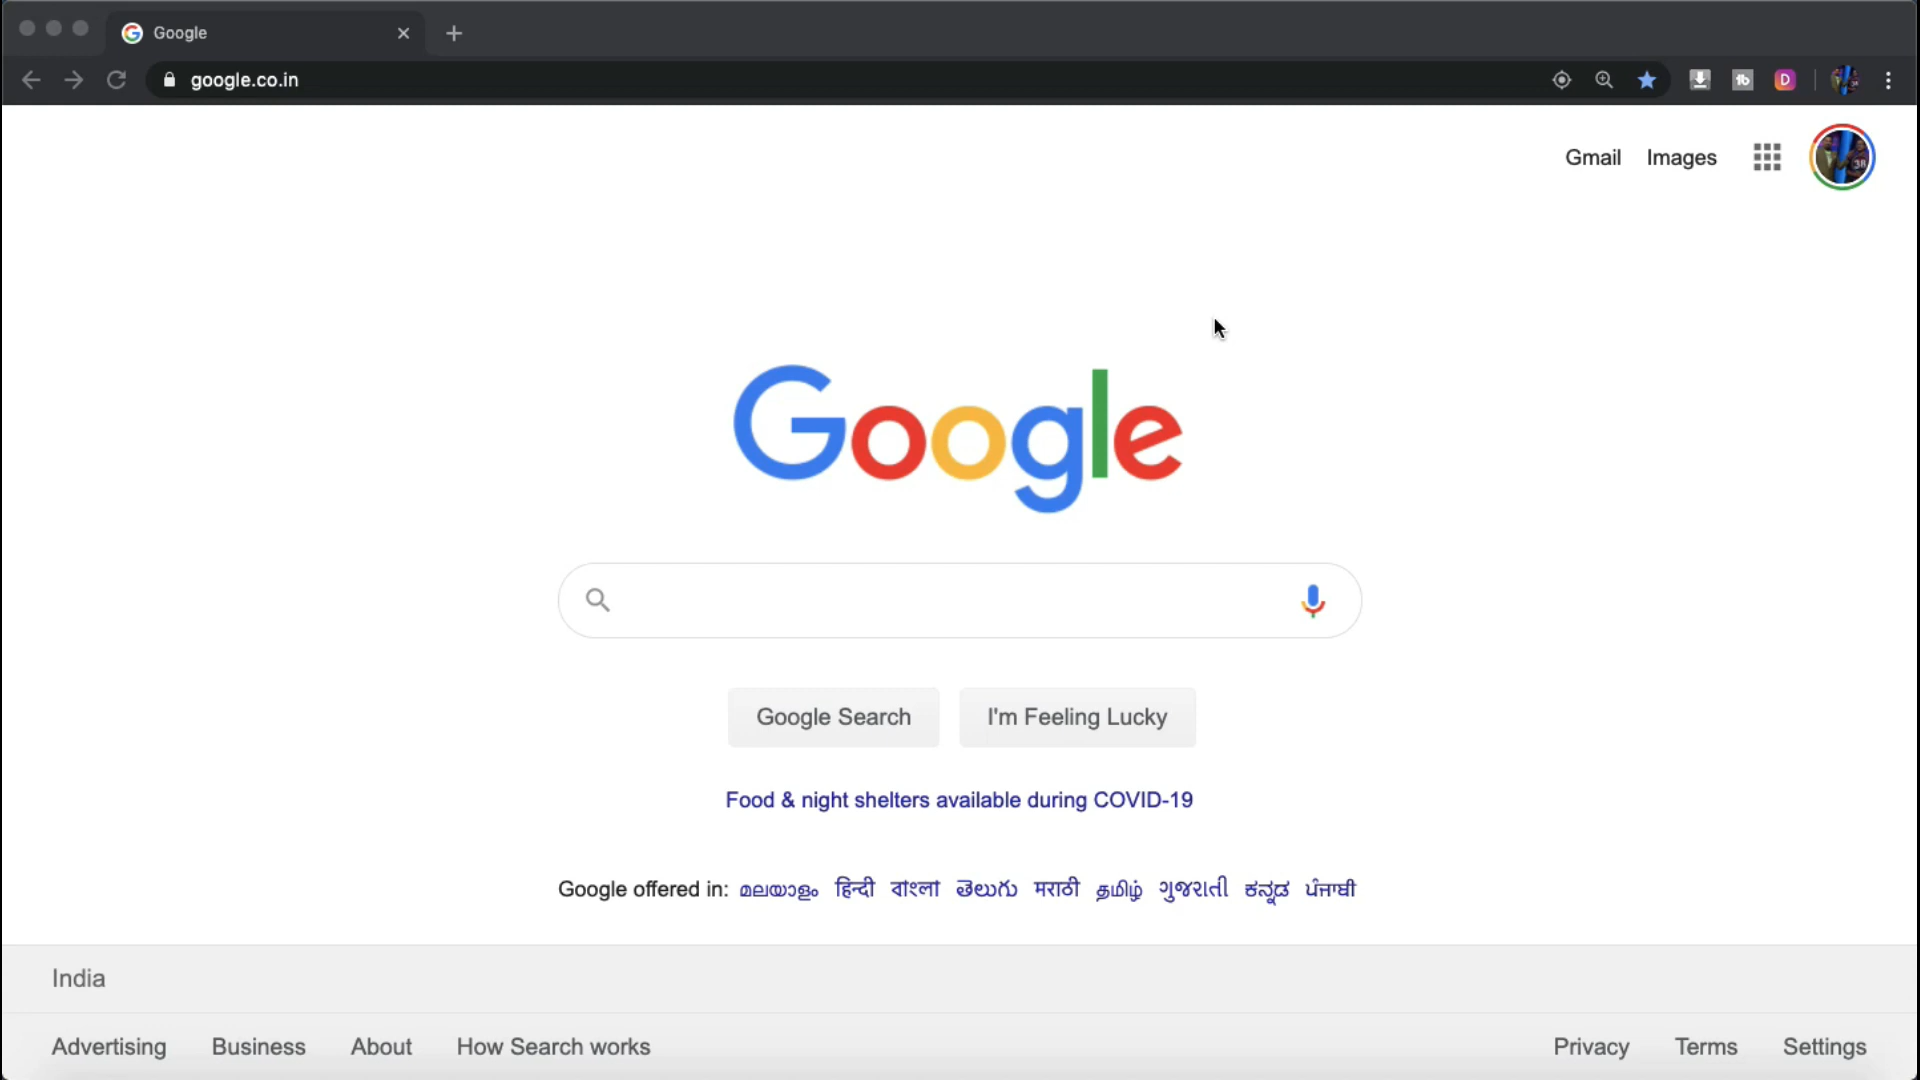 Google
google.co.in
Gmail Images
Google
Google Search I'm Feeling Lucky
Food & night shelters available during COVID-19
Google offered in: മലയാളം हिन्दी বাংলা తెలుగు मराठी தமிழ் ગુજરાતી ಕನ್ನಡ ਪੰਜਾਬੀ
India
Advertising Business About How Search works Privacy Terms Settings